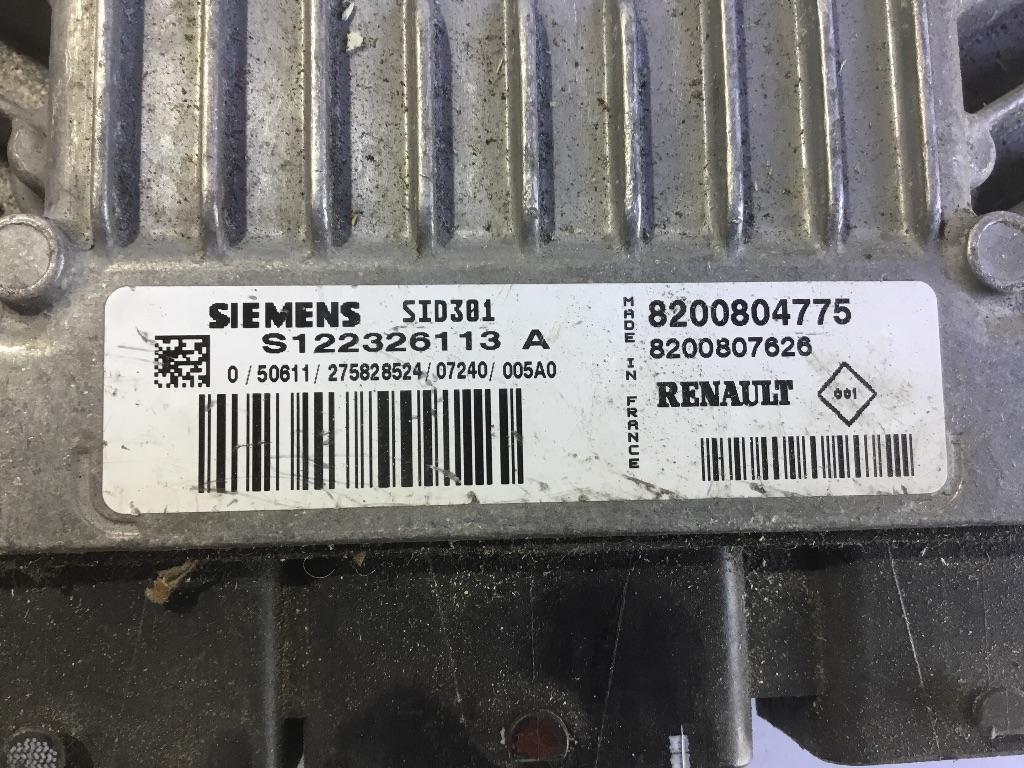 SIEMENS SID301
S122326113 A
0 / 50611 / 275828524 / 07240 / 005A0
MADE IN FRANCE
8200804775
8200807626
RENAULT 001